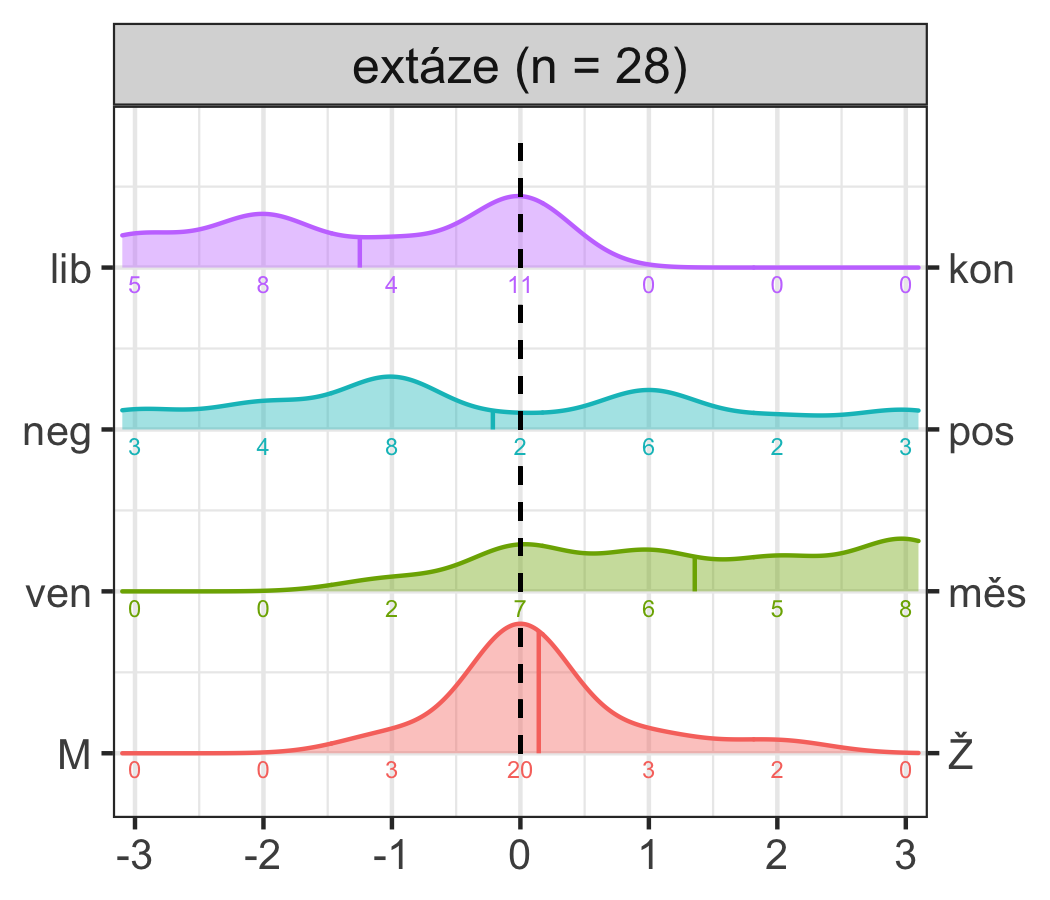 extáze (n = 28)
lib kon
5 8 4 11 0 0 0
neg pos
3 4 8 2 6 2 3
ven měs
0 0 2 7 6 5 8
M Ž
0 0 3 20 3 2 0
-3 -2 -1 0 1 2 3